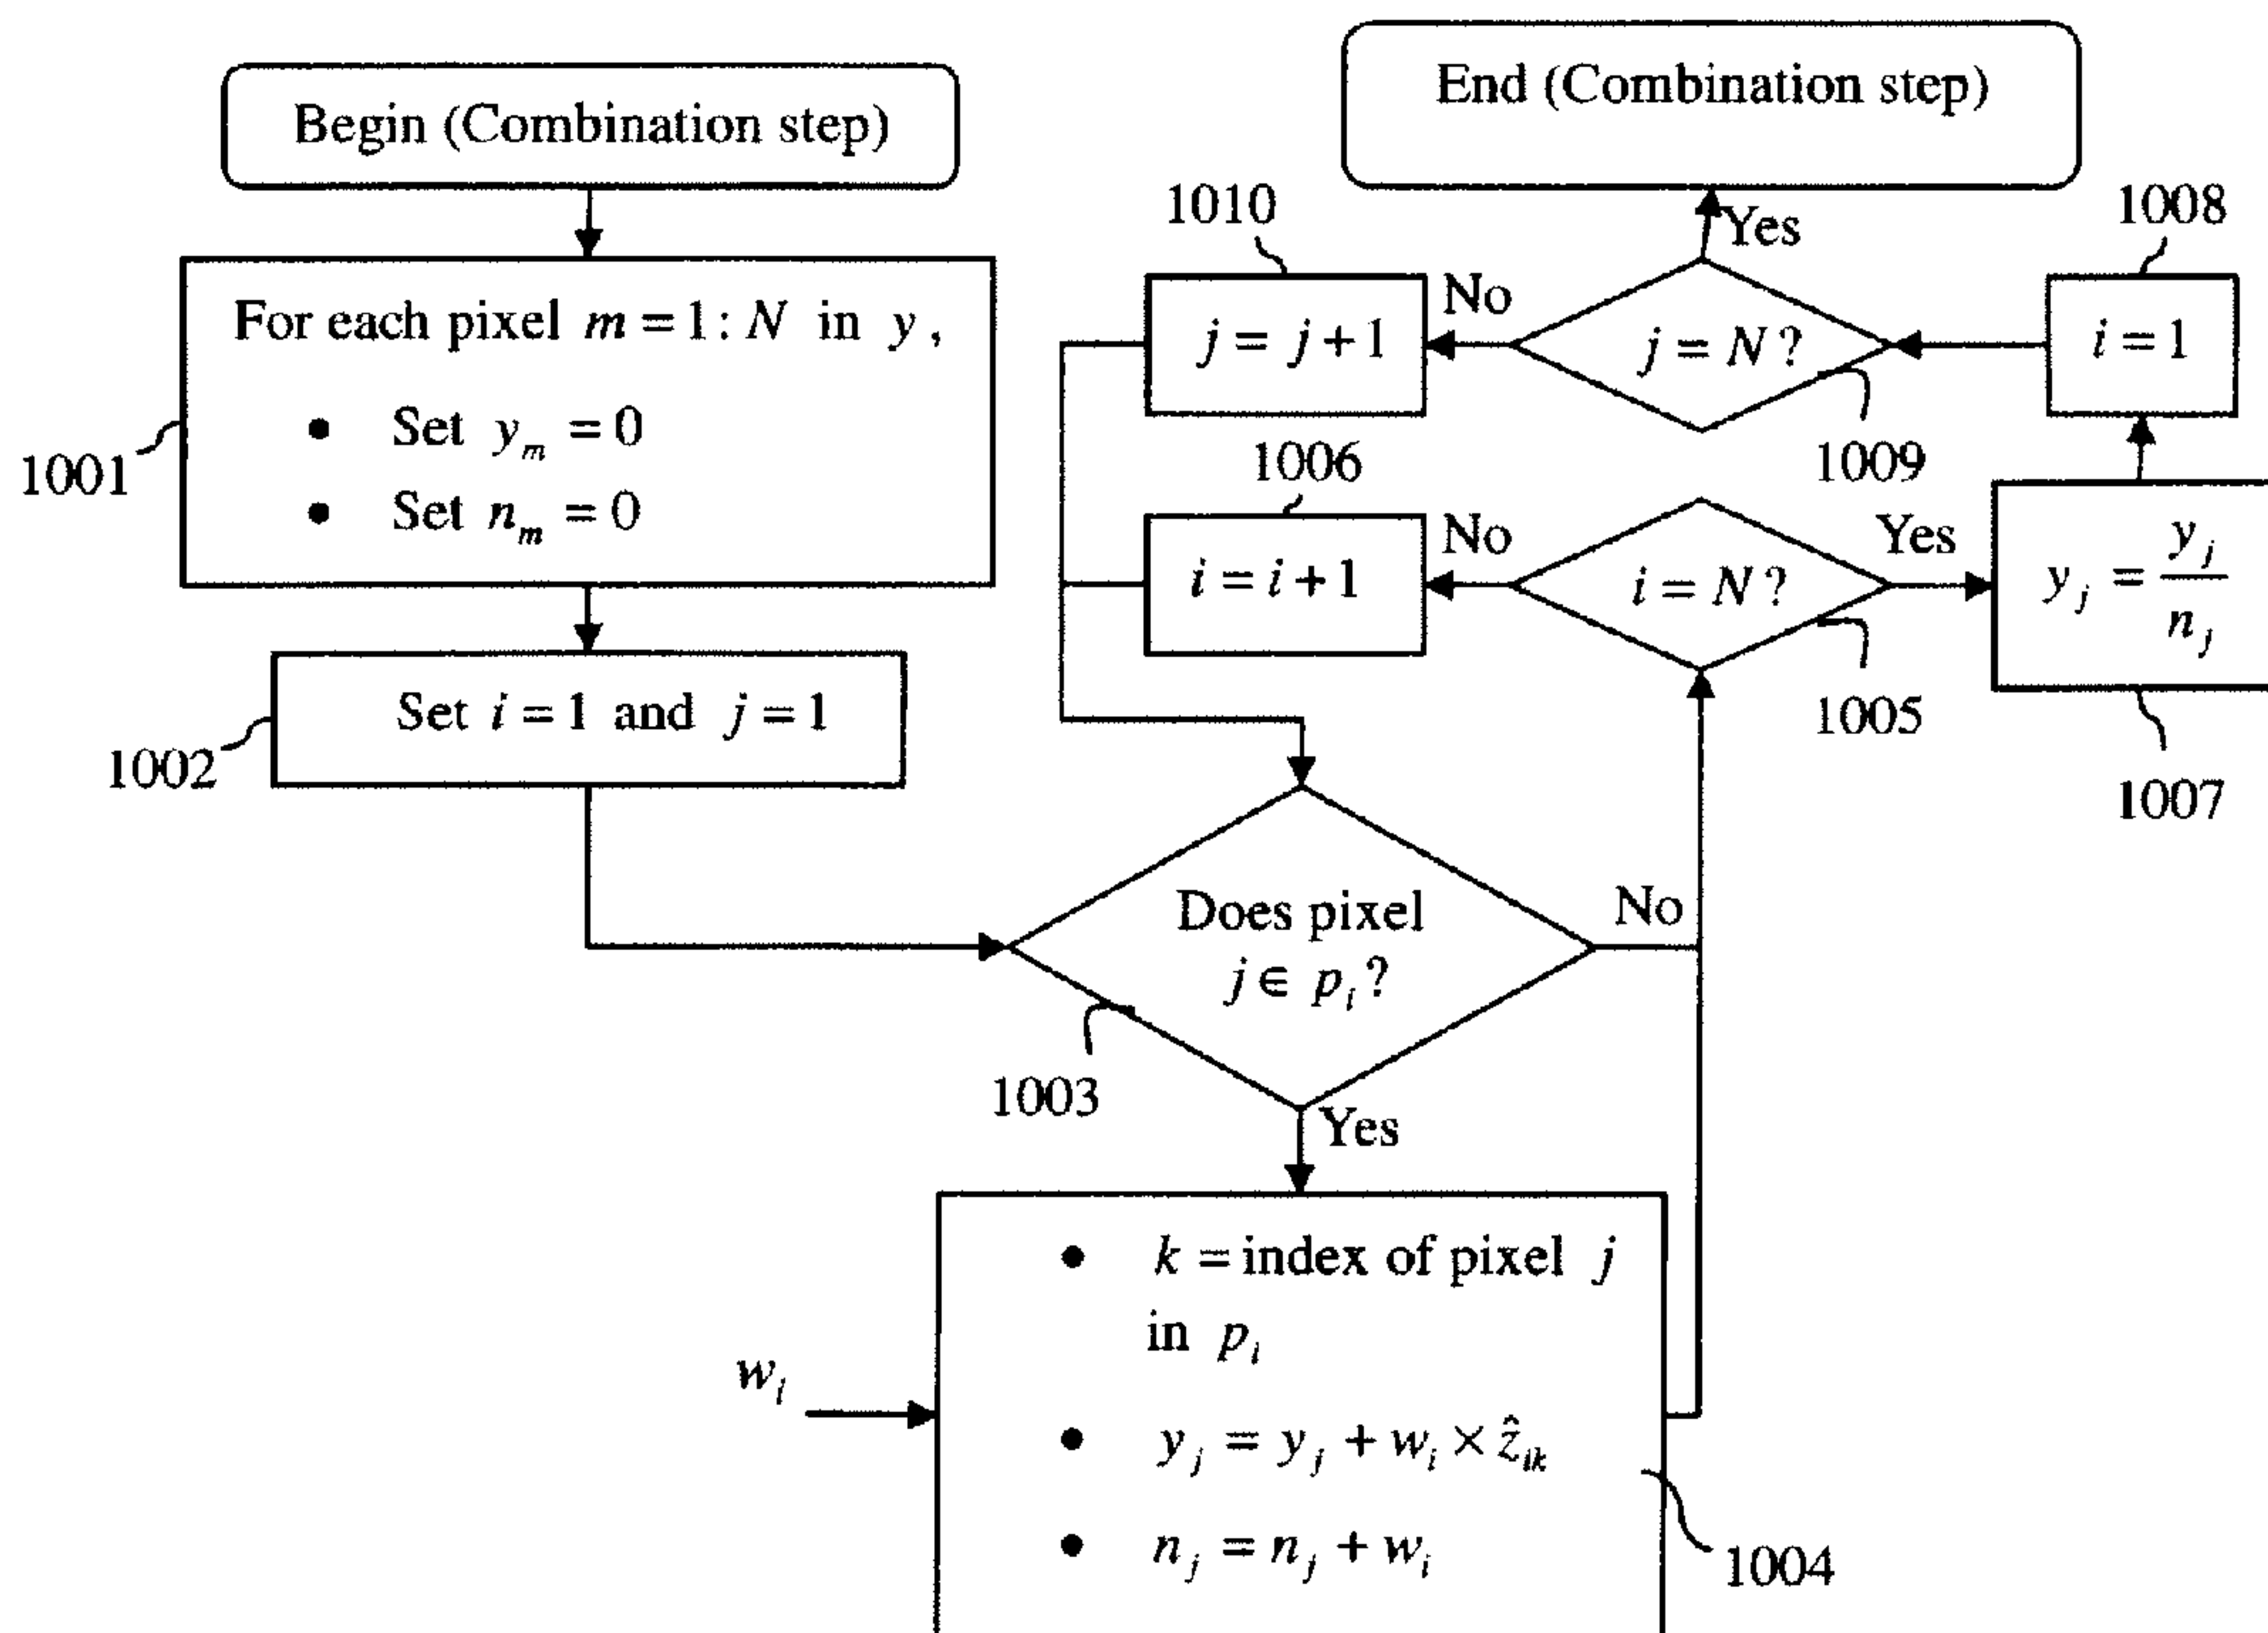 Begin (Combination step)
1001
For each pixel m = 1 : N in y ,
• Set y_m = 0
• Set n_m = 0
1002
Set i = 1 and j = 1
End (Combination step)
1010
Yes
1008
j = j + 1
No
j = N ?
i = 1
1009
1006
i = i + 1
No
i = N ?
Yes
y_j = y_j / n_j
1005
1007
Does pixel
j ∈ p_i ?
No
1003
Yes
w_i
• k = index of pixel j
in p_i
• y_j = y_j + w_i × ẑ_ik
• n_j = n_j + w_i
1004